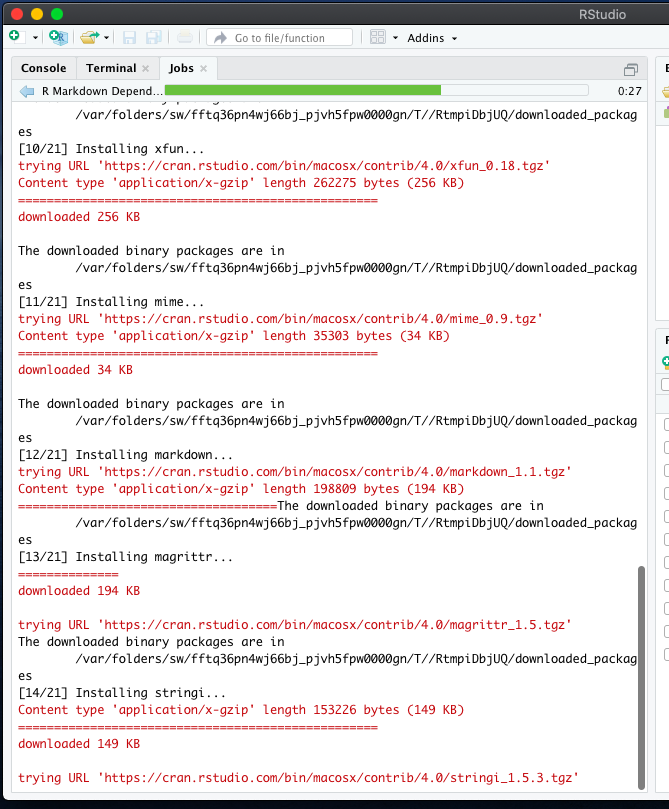 RStudio
Go to file/function
Addins
Console
Terminal
Jobs
R Markdown Depend...
0:27
/var/folders/sw/fftq36pn4wj66bj_pjvh5fpw0000gn/T//RtmpiDbjUQ/downloaded_packag
es
[10/21] Installing xfun...
trying URL 'https://cran.rstudio.com/bin/macosx/contrib/4.0/xfun_0.18.tgz'
Content type 'application/x-gzip' length 262275 bytes (256 KB)
==================================================
downloaded 256 KB
The downloaded binary packages are in
/var/folders/sw/fftq36pn4wj66bj_pjvh5fpw0000gn/T//RtmpiDbjUQ/downloaded_packag
es
[11/21] Installing mime...
trying URL 'https://cran.rstudio.com/bin/macosx/contrib/4.0/mime_0.9.tgz'
Content type 'application/x-gzip' length 35303 bytes (34 KB)
==================================================
downloaded 34 KB
The downloaded binary packages are in
/var/folders/sw/fftq36pn4wj66bj_pjvh5fpw0000gn/T//RtmpiDbjUQ/downloaded_packag
es
[12/21] Installing markdown...
trying URL 'https://cran.rstudio.com/bin/macosx/contrib/4.0/markdown_1.1.tgz'
Content type 'application/x-gzip' length 198809 bytes (194 KB)
====================================The downloaded binary packages are in
/var/folders/sw/fftq36pn4wj66bj_pjvh5fpw0000gn/T//RtmpiDbjUQ/downloaded_packag
es
[13/21] Installing magrittr...
==============
downloaded 194 KB
trying URL 'https://cran.rstudio.com/bin/macosx/contrib/4.0/magrittr_1.5.tgz'
The downloaded binary packages are in
/var/folders/sw/fftq36pn4wj66bj_pjvh5fpw0000gn/T//RtmpiDbjUQ/downloaded_packag
es
[14/21] Installing stringi...
Content type 'application/x-gzip' length 153226 bytes (149 KB)
==================================================
downloaded 149 KB
trying URL 'https://cran.rstudio.com/bin/macosx/contrib/4.0/stringi_1.5.3.tgz'